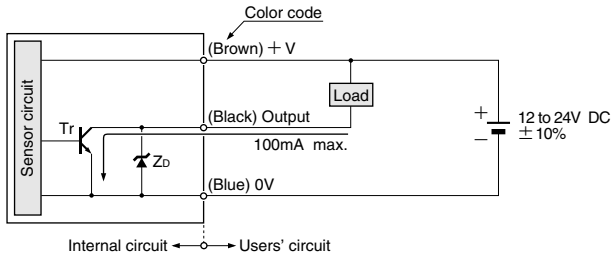 Color code
(Brown) + V
Load
(Black) Output
Tr
100mA max.
ZD
Sensor circuit
+
−
12 to 24V DC
± 10%
(Blue) 0V
Internal circuit
Users' circuit